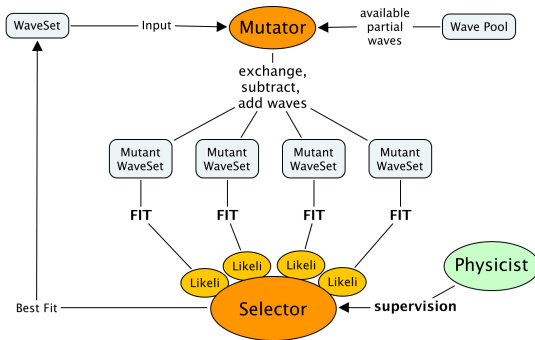 WaveSet
Input
Mutator
available
partial
waves
Wave Pool
exchange,
subtract,
add waves
Mutant
WaveSet
Mutant
WaveSet
Mutant
WaveSet
Mutant
WaveSet
FIT
FIT
FIT
FIT
Likeli
Likeli
Likeli
Likeli
Physicist
Best Fit
Selector
supervision